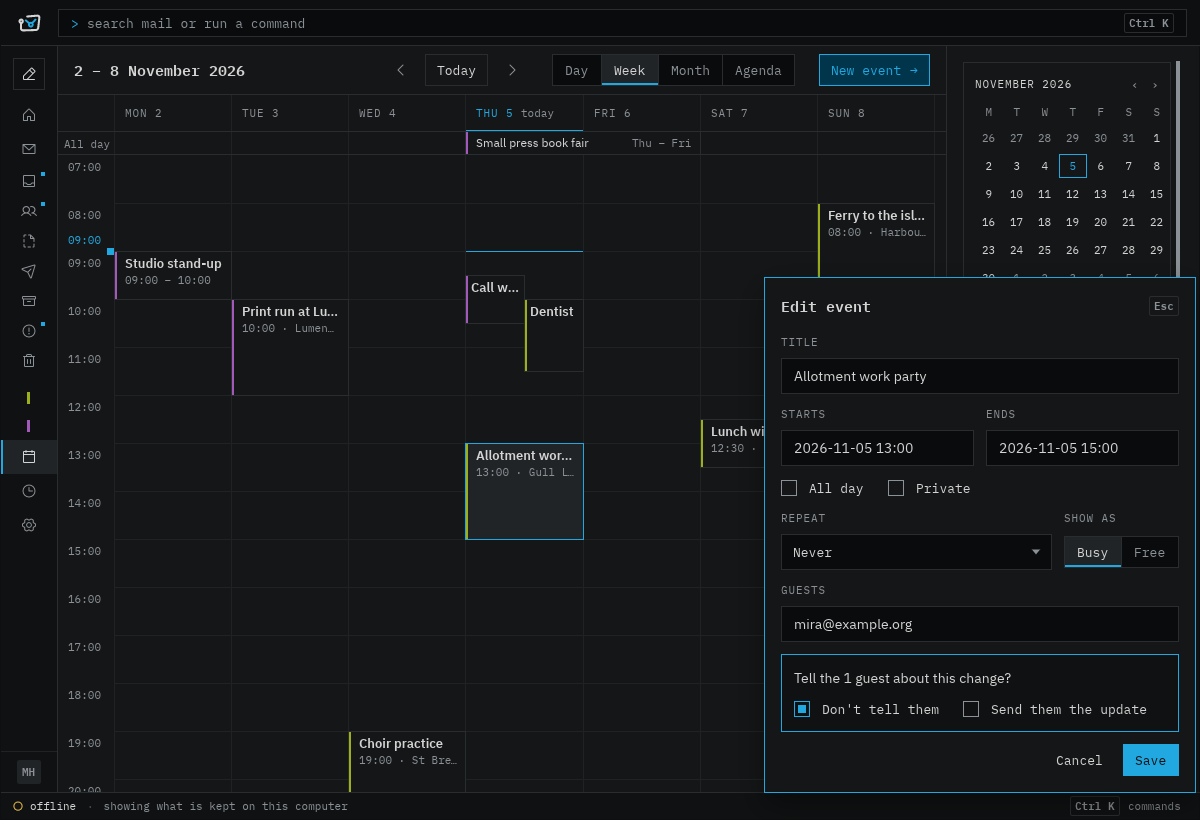 > search mail or run a command Ctrl K
2 – 8 November 2026 Today Day Week Month Agenda New event →
MON 2 TUE 3 WED 4 THU 5 today FRI 6 SAT 7 SUN 8
All day Small press book fair Thu – Fri
07:00
08:00
09:00
09:00
10:00
11:00
12:00
13:00
14:00
15:00
16:00
17:00
18:00
19:00
20:00
Studio stand-up
09:00 – 10:00
Print run at Lu…
10:00 · Lumen…
Choir practice
19:00 · St Bre…
Call w…
Dentist
Allotment wor…
13:00 · Gull L…
Lunch wi
12:30 ·
Ferry to the isl…
08:00 · Harbou…
NOVEMBER 2026 ‹ ›
M T W T F S S
26 27 28 29 30 31 1
2 3 4 5 6 7 8
9 10 11 12 13 14 15
16 17 18 19 20 21 22
23 24 25 26 27 28 29
Edit event Esc
TITLE
Allotment work party
STARTS ENDS
2026-11-05 13:00 2026-11-05 15:00
All day Private
REPEAT SHOW AS
Never Busy Free
GUESTS
mira@example.org
Tell the 1 guest about this change?
Don't tell them Send them the update
Cancel Save
MH
offline · showing what is kept on this computer Ctrl K commands